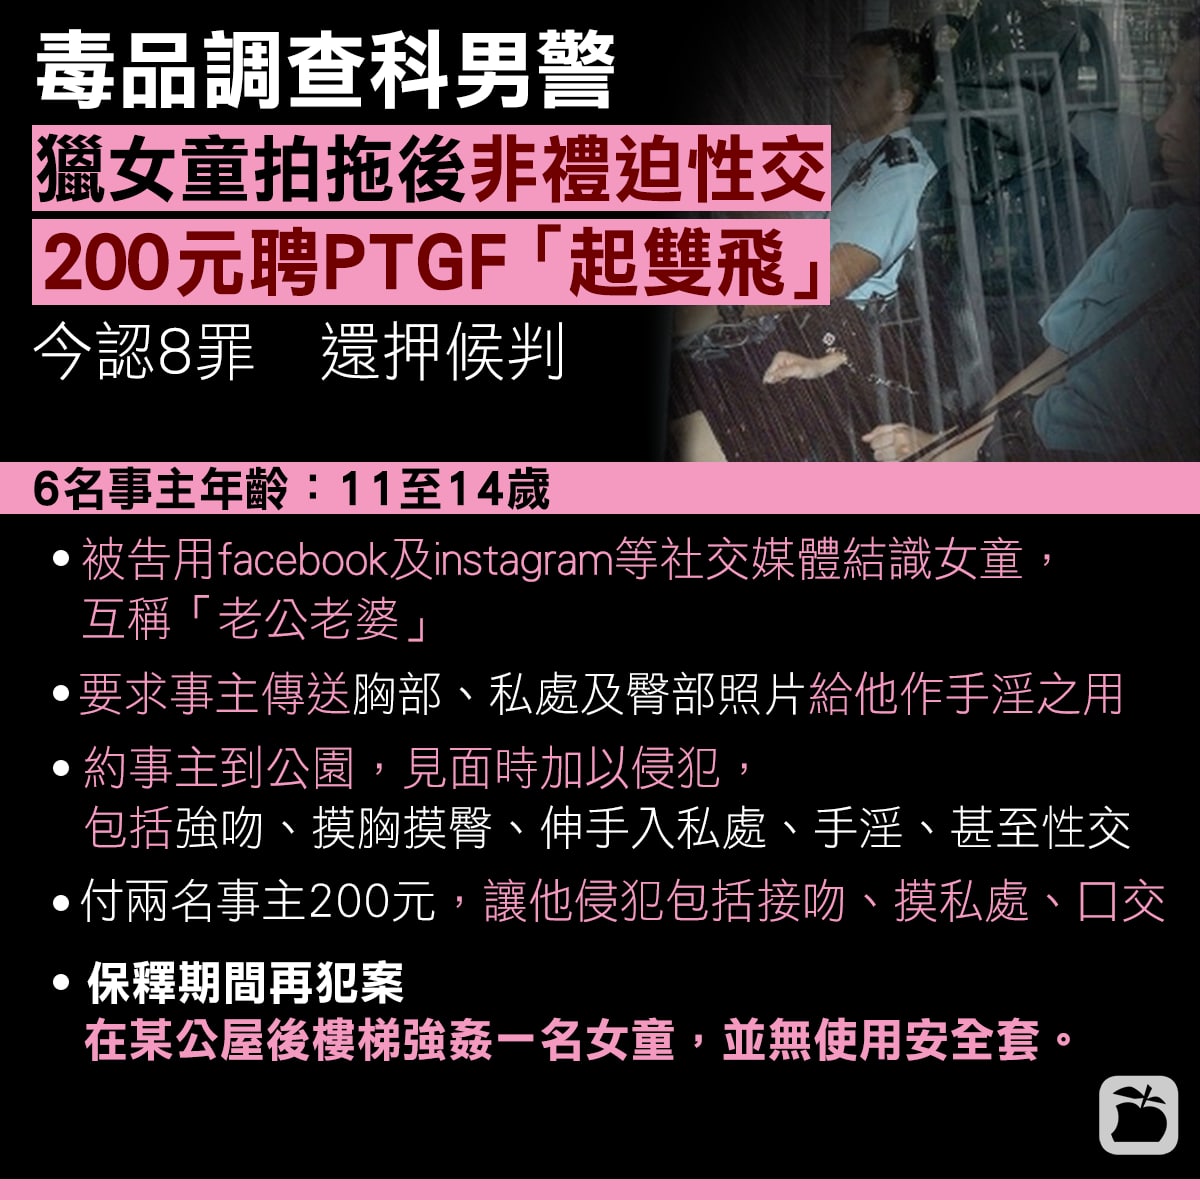 毒品調查科男警
獵女童拍拖後非禮迫性交
200元聘PTGF「起雙飛」
今認8罪　還押候判
6名事主年齡：11至14歲
• 被告用facebook及instagram等社交媒體結識女童，
互稱「老公老婆」
• 要求事主傳送胸部、私處及臀部照片給他作手淫之用
• 約事主到公園，見面時加以侵犯，
包括強吻、摸胸摸臀、伸手入私處、手淫、甚至性交
• 付兩名事主200元，讓他侵犯包括接吻、摸私處、口交
• 保釋期間再犯案
在某公屋後樓梯強姦一名女童，並無使用安全套。